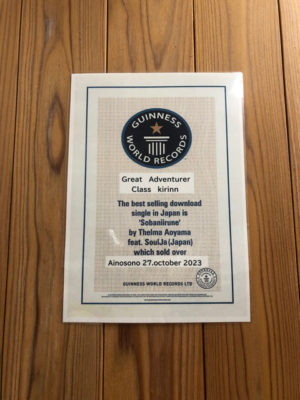 GUINNESS
WORLD RECORDS
Great Adventurer
Class kirinn
The best selling download
single in Japan is
'Sobaniirune'
by Thelma Aoyama
feat. SoulJa (Japan)
which sold over
Ainosono 27.october 2023
GUINNESS WORLD RECORDS LTD